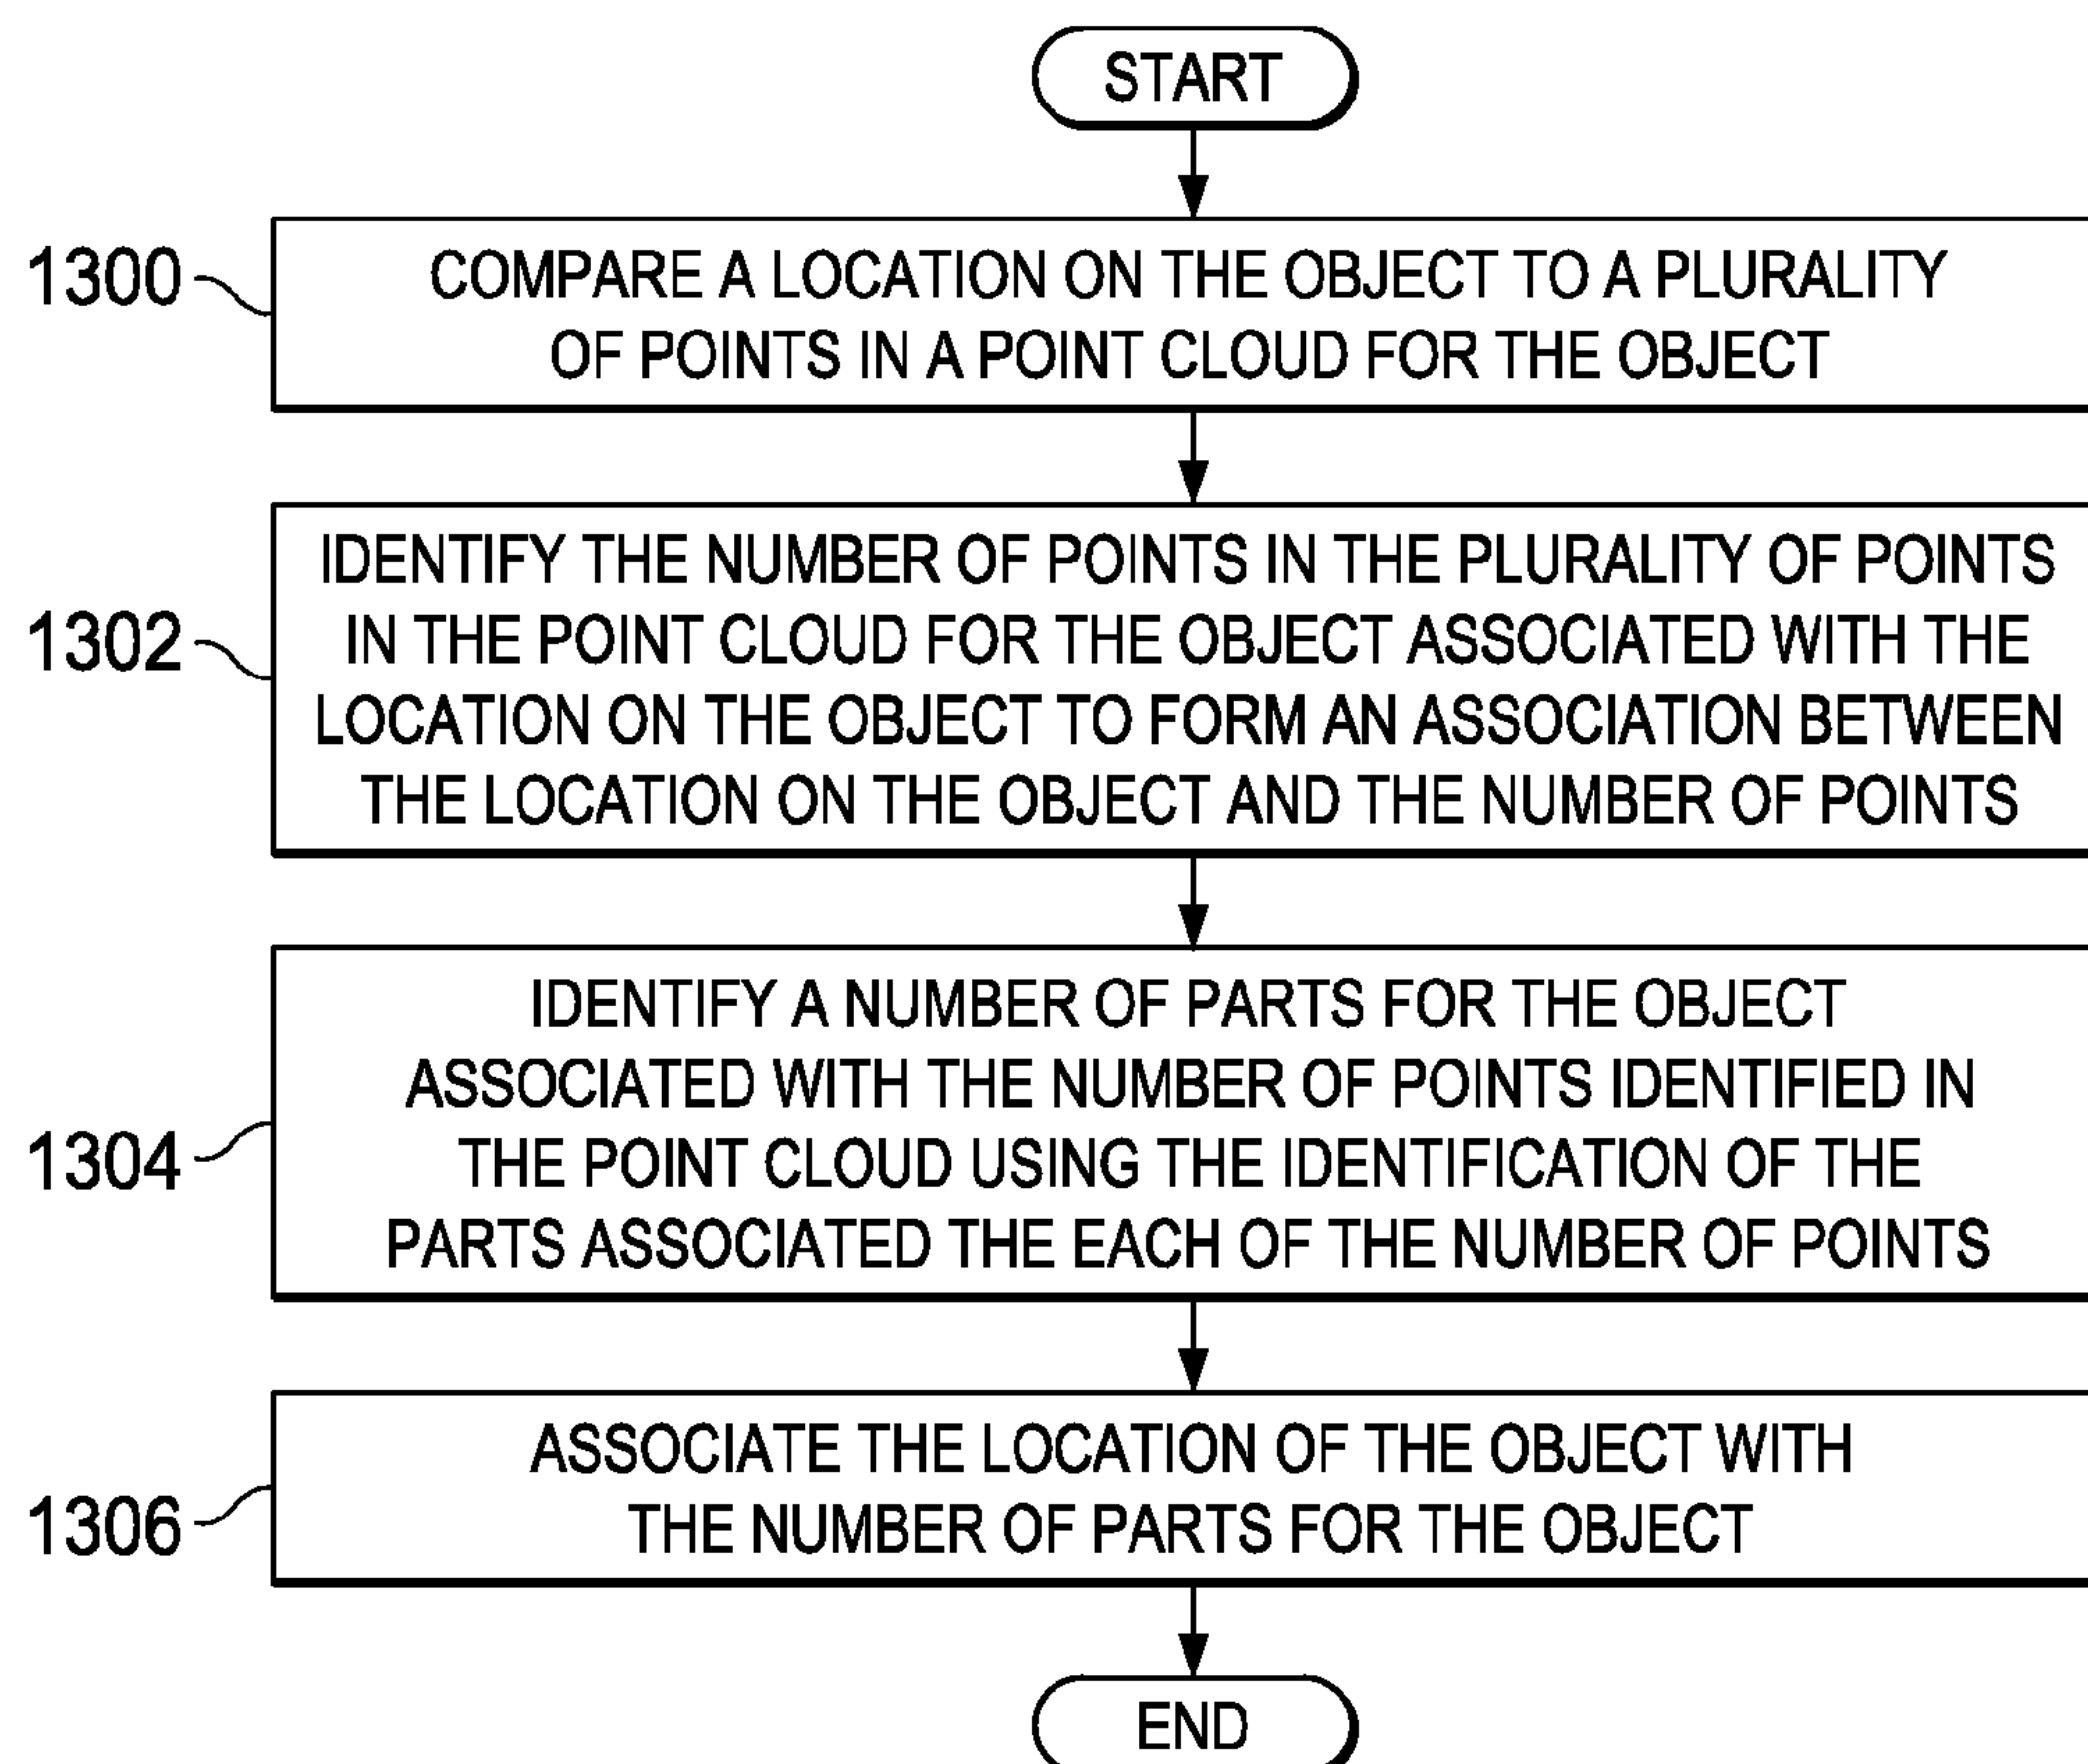 START
1300
COMPARE A LOCATION ON THE OBJECT TO A PLURALITY
OF POINTS IN A POINT CLOUD FOR THE OBJECT
1302
IDENTIFY THE NUMBER OF POINTS IN THE PLURALITY OF POINTS
IN THE POINT CLOUD FOR THE OBJECT ASSOCIATED WITH THE
LOCATION ON THE OBJECT TO FORM AN ASSOCIATION BETWEEN
THE LOCATION ON THE OBJECT AND THE NUMBER OF POINTS
1304
IDENTIFY A NUMBER OF PARTS FOR THE OBJECT
ASSOCIATED WITH THE NUMBER OF POINTS IDENTIFIED IN
THE POINT CLOUD USING THE IDENTIFICATION OF THE
PARTS ASSOCIATED THE EACH OF THE NUMBER OF POINTS
1306
ASSOCIATE THE LOCATION OF THE OBJECT WITH
THE NUMBER OF PARTS FOR THE OBJECT
END